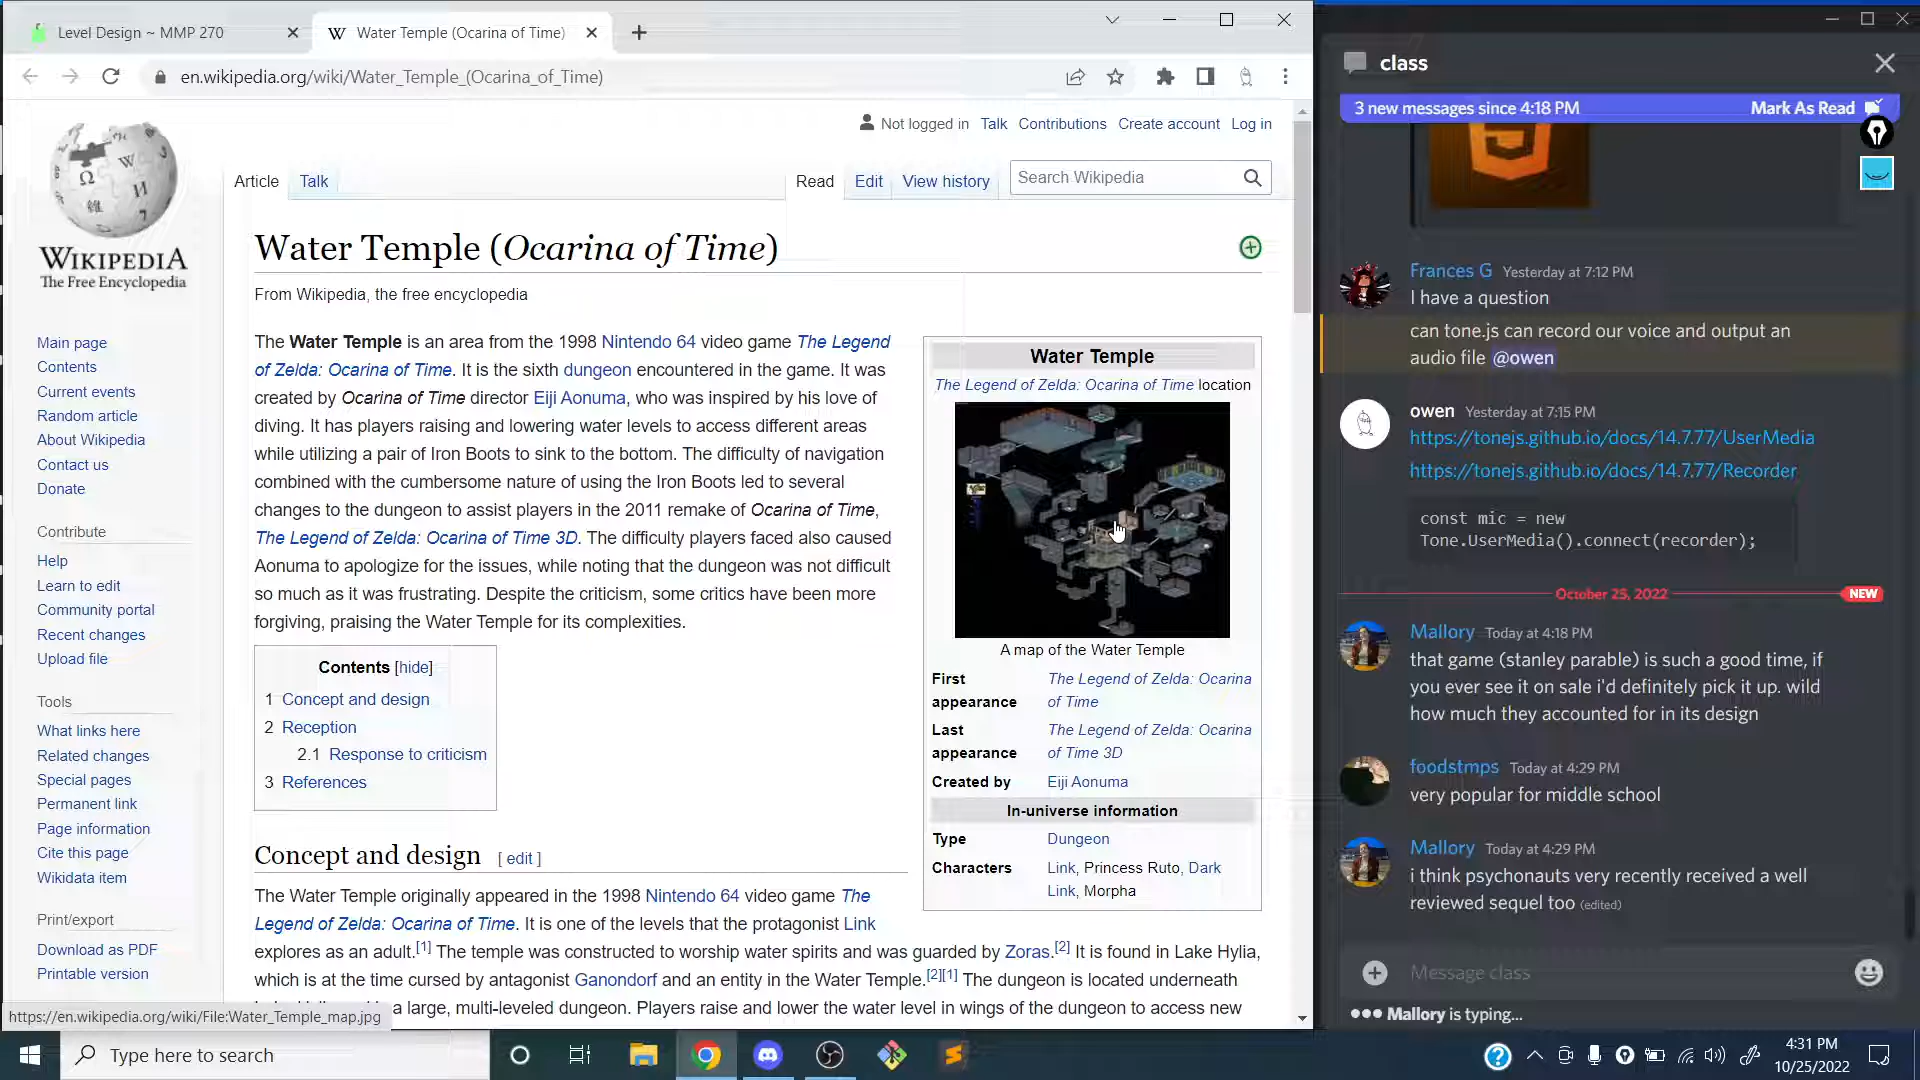 Level Design ~ MMP 270
Water Temple (Ocarina of Time)
en.wikipedia.org/wiki/Water_Temple_(Ocarina_of_Time)
Not logged in Talk Contributions Create account Log in
Article Talk Read Edit View history Search Wikipedia
WIKIPEDIA
The Free Encyclopedia
Main page
Contents
Current events
Random article
About Wikipedia
Contact us
Donate
Contribute
Help
Learn to edit
Community portal
Recent changes
Upload file
Tools
What links here
Related changes
Special pages
Permanent link
Page information
Cite this page
Wikidata item
Print/export
Download as PDF
Printable version
Water Temple (Ocarina of Time)
From Wikipedia, the free encyclopedia
The Water Temple is an area from the 1998 Nintendo 64 video game The Legend
of Zelda: Ocarina of Time. It is the sixth dungeon encountered in the game. It was
created by Ocarina of Time director Eiji Aonuma, who was inspired by his love of
diving. It has players raising and lowering water levels to access different areas
while utilizing a pair of Iron Boots to sink to the bottom. The difficulty of navigation
combined with the cumbersome nature of using the Iron Boots led to several
changes to the dungeon to assist players in the 2011 remake of Ocarina of Time,
The Legend of Zelda: Ocarina of Time 3D. The difficulty players faced also caused
Aonuma to apologize for the issues, while noting that the dungeon was not difficult
so much as it was frustrating. Despite the criticism, some critics have been more
forgiving, praising the Water Temple for its complexities.
Contents [hide]
1 Concept and design
2 Reception
2.1 Response to criticism
3 References
Water Temple
The Legend of Zelda: Ocarina of Time location
A map of the Water Temple
First appearance The Legend of Zelda: Ocarina of Time
Last appearance The Legend of Zelda: Ocarina of Time 3D
Created by Eiji Aonuma
In-universe information
Type Dungeon
Characters Link, Princess Ruto, Dark
Link, Morpha
Concept and design [ edit ]
The Water Temple originally appeared in the 1998 Nintendo 64 video game The
Legend of Zelda: Ocarina of Time. It is one of the levels that the protagonist Link
explores as an adult.[1] The temple was constructed to worship water spirits and was guarded by Zoras.[2] It is found in Lake Hylia,
which is at the time cursed by antagonist Ganondorf and an entity in the Water Temple.[2][1] The dungeon is located underneath
a large, multi-leveled dungeon. Players raise and lower the water level in wings of the dungeon to access new
https://en.wikipedia.org/wiki/File:Water_Temple_map.jpg
class
3 new messages since 4:18 PM Mark As Read
Frances G Yesterday at 7:12 PM
I have a question
can tone.js can record our voice and output an
audio file @owen
owen Yesterday at 7:15 PM
https://tonejs.github.io/docs/14.7.77/UserMedia
https://tonejs.github.io/docs/14.7.77/Recorder
const mic = new
Tone.UserMedia().connect(recorder);
October 25, 2022 NEW
Mallory Today at 4:18 PM
that game (stanley parable) is such a good time, if
you ever see it on sale i'd definitely pick it up. wild
how much they accounted for in its design
foodstmps Today at 4:29 PM
very popular for middle school
Mallory Today at 4:29 PM
i think psychonauts very recently received a well
reviewed sequel too (edited)
Message class
Mallory is typing...
Type here to search
4:31 PM
10/25/2022